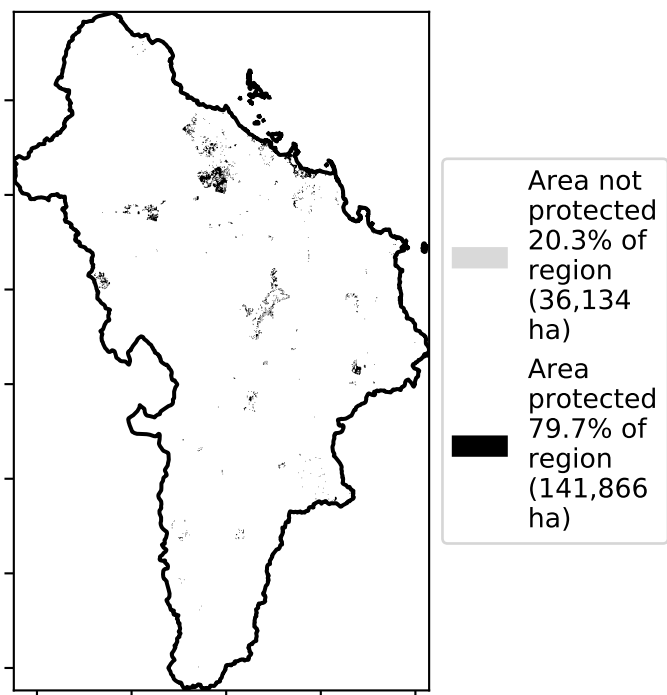 Area not
protected
20.3% of
region
(36,134
ha)
Area
protected
79.7% of
region
(141,866
ha)